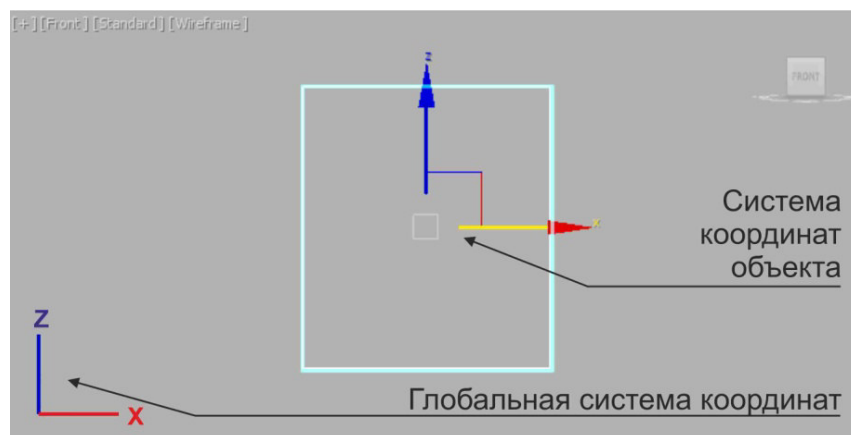 [+][Front][Standard][Wireframe]
z
FRONT
x
Система
координат
объекта
Z
X
Глобальная система координат